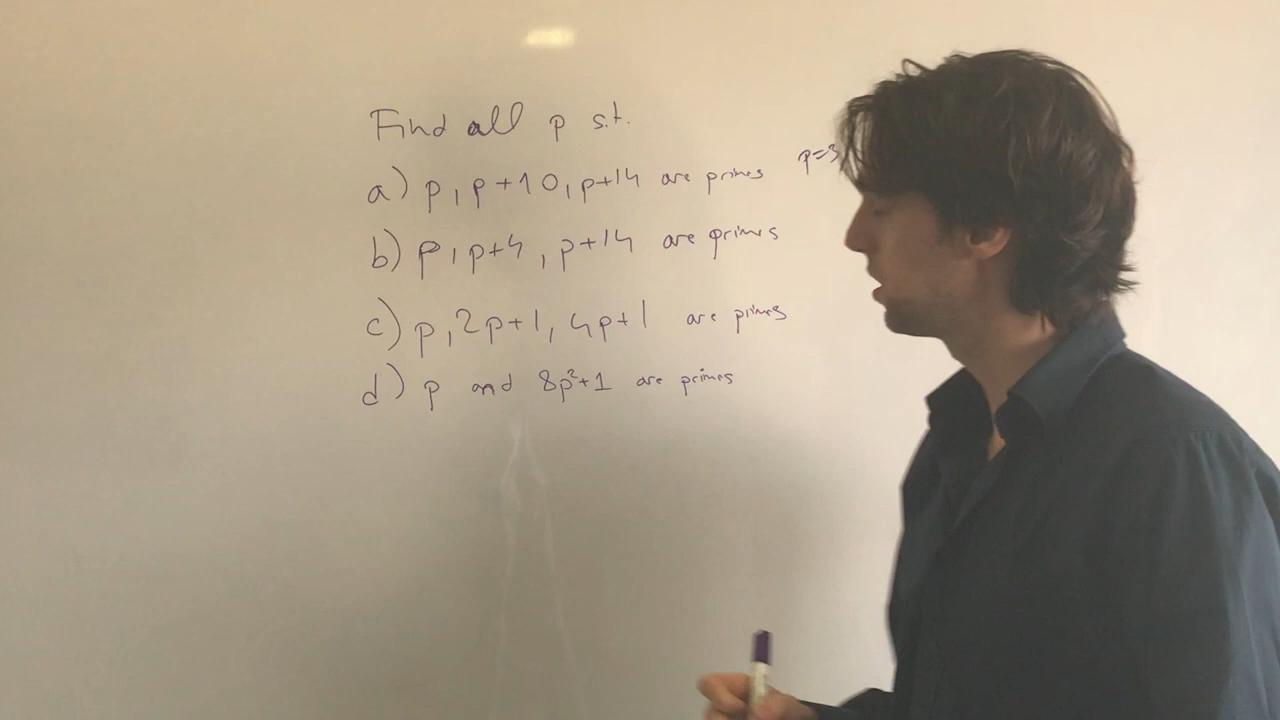 Find all p s.t.
a) p, p+10, p+14 are primes p=3
b) p, p+4, p+14 are primes
c) p, 2p+1, 4p+1 are primes
d) p and 8p²+1 are primes